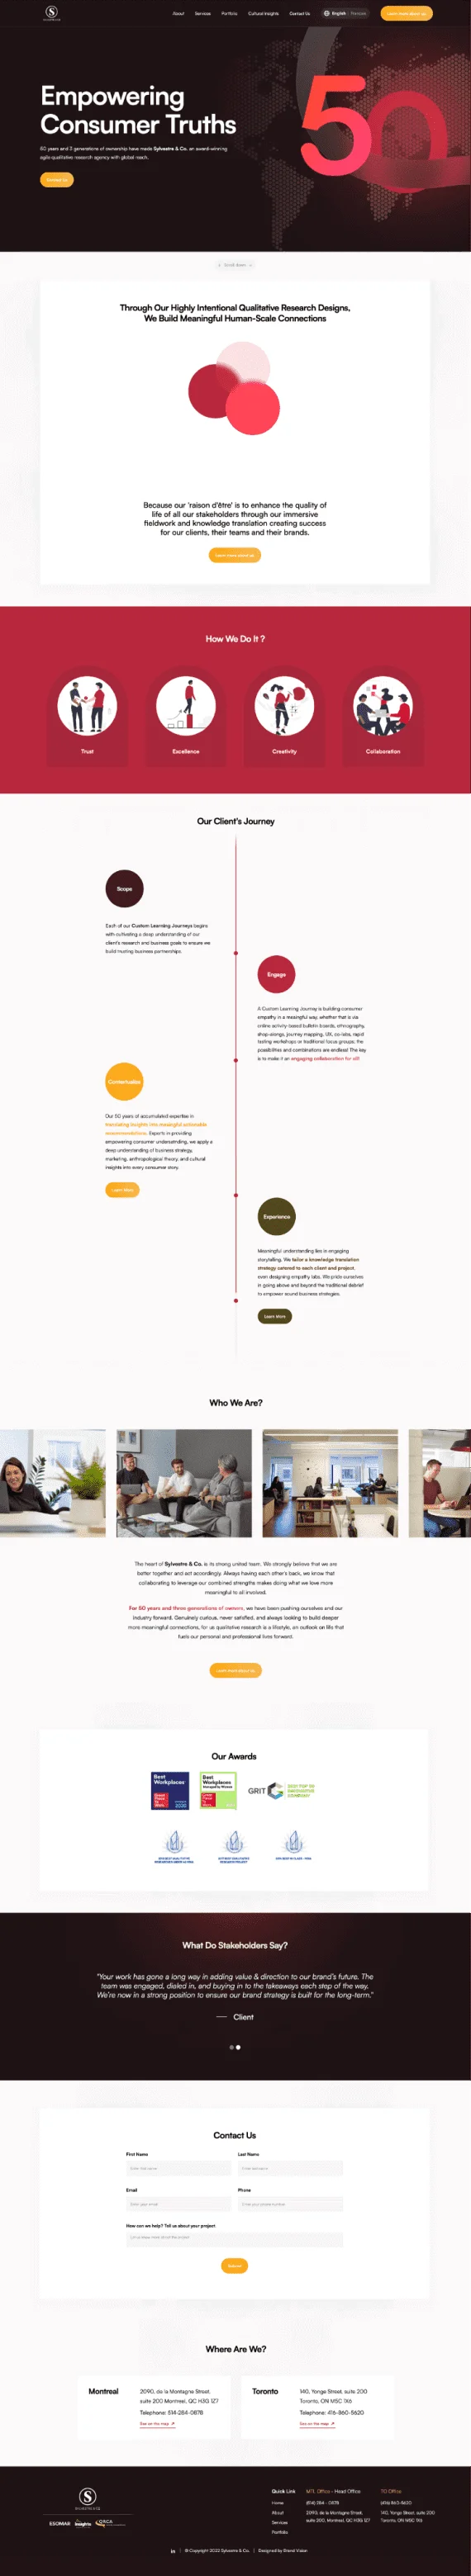 About Services Portfolio Cultural Insights Contact Us English Français Learn more about us
Empowering
Consumer Truths
50 years and 3 generations of ownership have made Sylvestre & Co. an award-winning
agile qualitative research agency with global reach.
Contact Us
50
Scroll down
Through Our Highly Intentional Qualitative Research Designs,
We Build Meaningful Human-Scale Connections
Because our 'raison d'être' is to enhance the quality of
life of all our stakeholders through our immersive
fieldwork and knowledge translation creating success
for our clients, their teams and their brands.
Learn more about us
How We Do It ?
Trust Excellence Creativity Collaboration
Our Client's Journey
Scope
Each of our Custom Learning Journeys begins
with cultivating a deep understanding of our
client's research and business goals to ensure we
build trusting business partnerships.
Engage
A Custom Learning Journey is building consumer
empathy in a meaningful way, whether that is via
online activity based bulletin boards, ethnography,
shop-alongs, journey mapping, UX, co-labs, rapid
testing workshops or traditional focus groups, the
possibilities and combinations are endless! The key
is to make it an engaging collaboration for all!
Contextualize
Our 50 years of accumulated expertise in
translating insights into meaningful actionable
recommendations. Experts in providing
empowering consumer understanding, we apply a
deep understanding of business strategy,
marketing, anthropological theory, and cultural
insights into every consumer story.
Learn More
Experience
Meaningful understanding lies in engaging
storytelling. We tailor a knowledge translation
strategy catered to each client and project,
even designing empathy labs. We pride ourselves
in going above and beyond the traditional debrief
to empower sound business strategies.
Learn More
Who We Are?
The heart of Sylvestre & Co. is its strong united team. We strongly believe that we are
better together and act accordingly. Always having each other's back, we know that
collaborating to leverage our combined strengths makes doing what we love more
meaningful to all involved.
For 50 years and three generations of owners, we have been pushing ourselves and our
industry forward. Genuinely curious, never satisfied, and always looking to build deeper
more meaningful connections, for us qualitative research is a lifestyle, an outlook on life that
fuels our personal and professional lives forward.
Learn more about us
Our Awards
Best
Workplaces
Best
Workplaces
GRIT
What Do Stakeholders Say?
"Your work has gone a long way in adding value & direction to our brand's future. The
team was engaged, dialed in, and buying in to the takeaways each step of the way.
We're now in a strong position to ensure our brand strategy is built for the long-term."
— Client
Contact Us
First Name Last Name
Enter first name Enter last name
Email Phone
Enter your email Enter your phone number
How can we help? Tell us about your project
Submit
Where Are We?
Montreal
2090, de la Montagne Street,
suite 200 Montreal, QC H3G 1Z7
Telephone: 514-284-0878
See on the map
Toronto
140, Yonge Street, suite 200
Toronto, ON M5C 1X6
Telephone: 416-860-5620
See on the map
Quick Link
Home
About
Services
Portfolio
MTL Office - Head Office
(514) 284 - 0878
2090, de la Montagne Street,
suite 200, Montreal, QC H3G 1Z7
TO Office
(416) 860-5620
140, Yonge Street, suite 200
Toronto, ON M5C 1X6
ESOMAR insights QRCA
in © Copyright 2022 Sylvestre & Co. Designed by Brand Vision